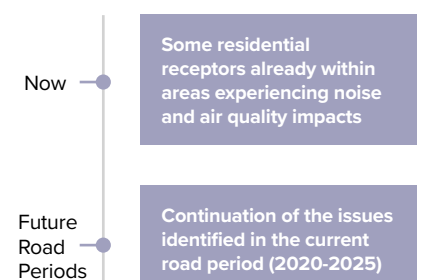 Now
Some residential
receptors already within
areas experiencing noise
and air quality impacts
Future
Road
Periods
Continuation of the issues
identified in the current
road period (2020-2025)